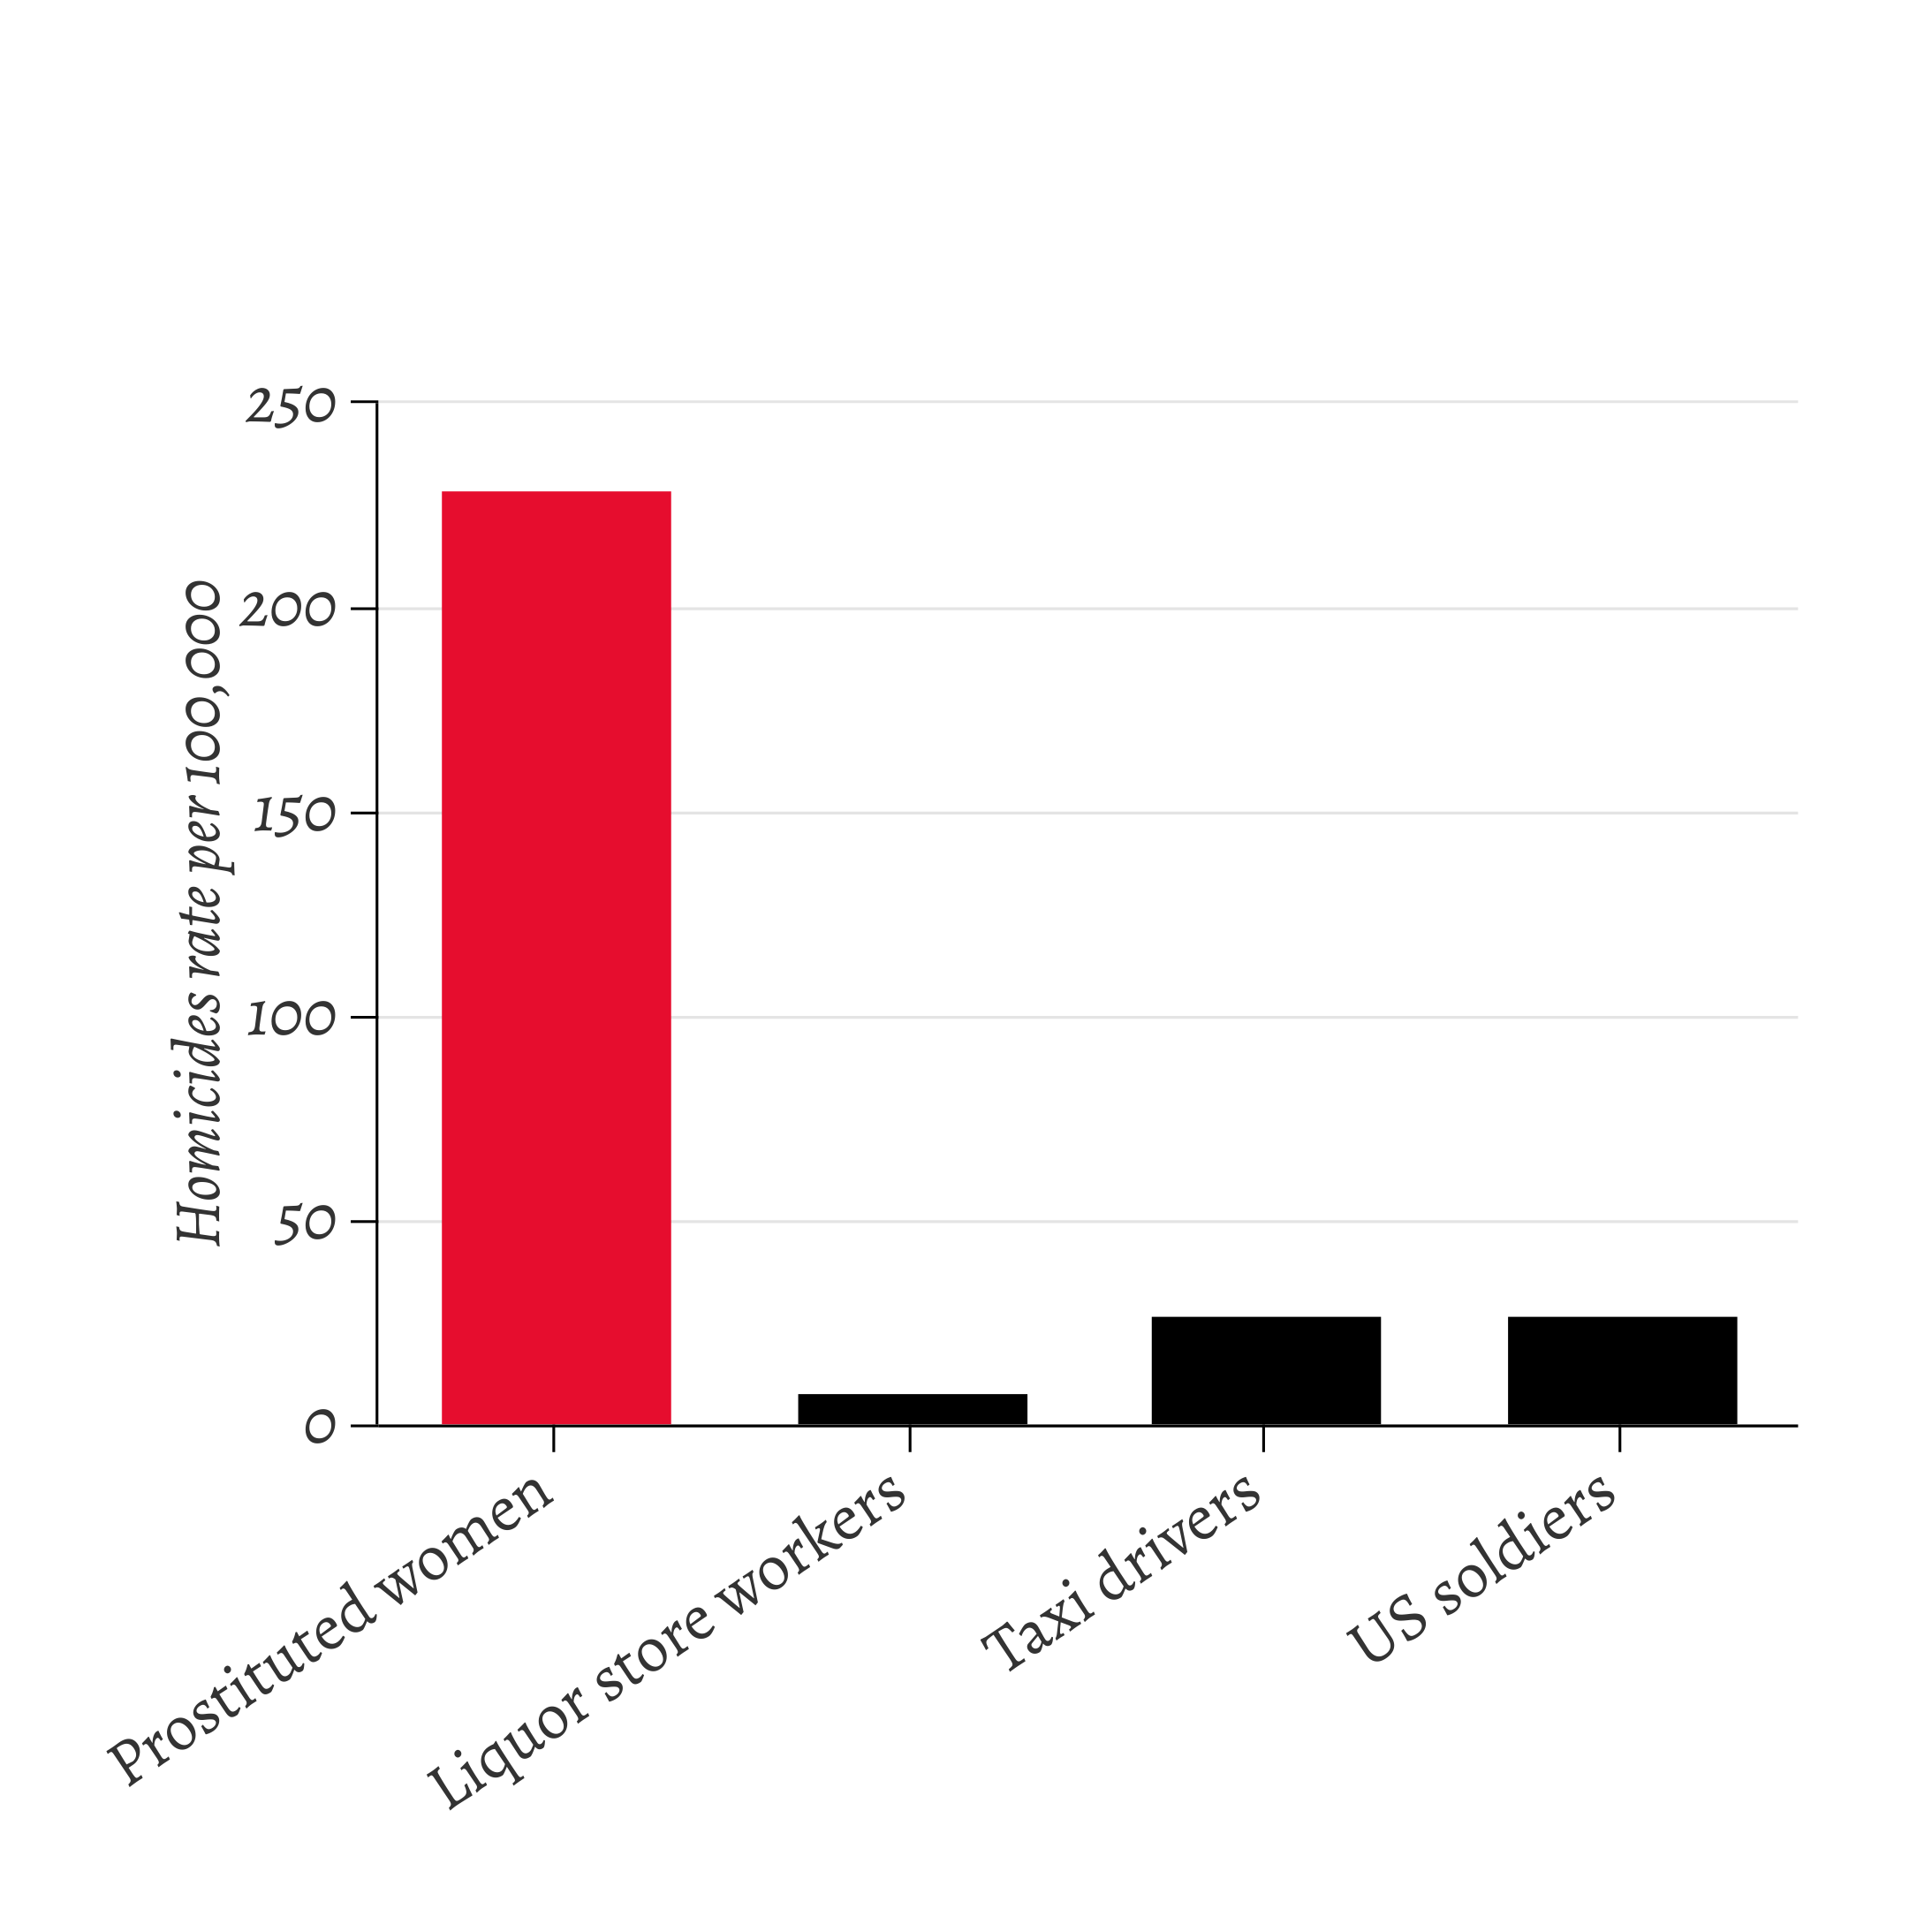 Homicidess rate per 100,000
250
200
150
100
50
0
Prostituted women
Liquor store workers
Taxi drivers
US soldiers